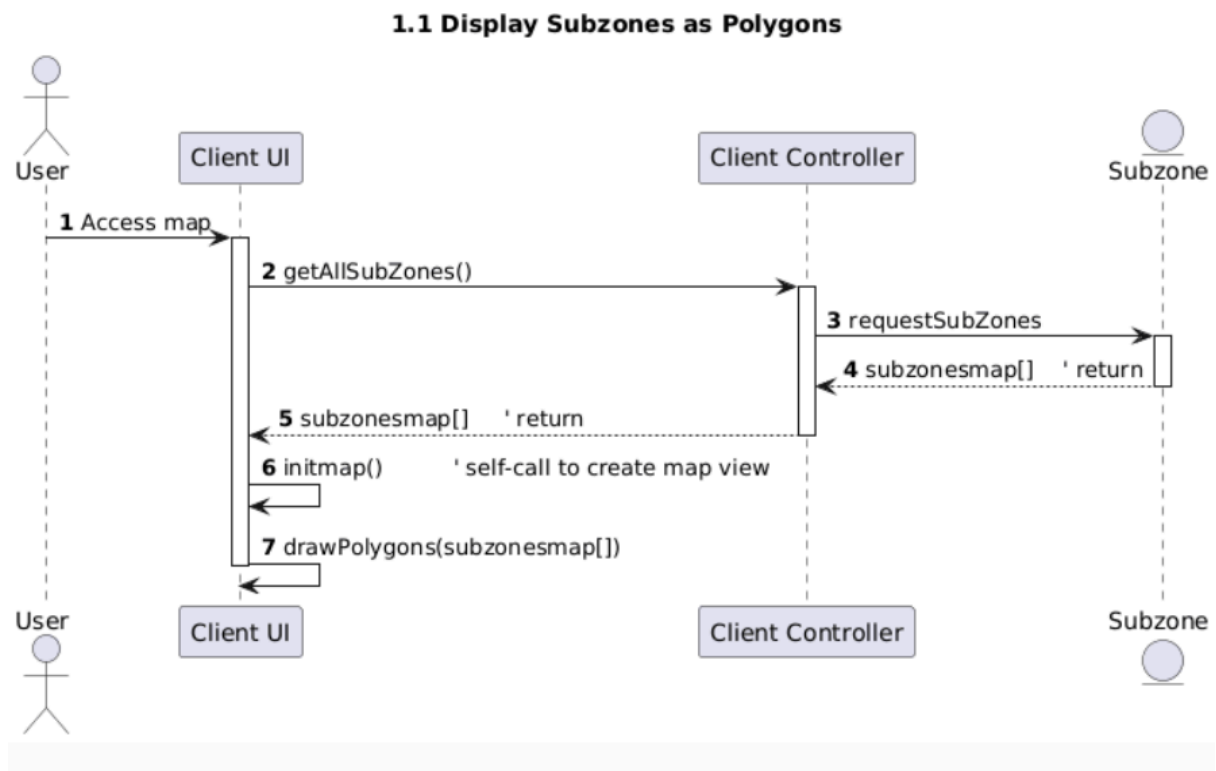 1.1 Display Subzones as Polygons
User
Client UI
Client Controller
Subzone
1 Access map
2 getAllSubZones()
3 requestSubZones
4 subzonesmap[] ' return
5 subzonesmap[] ' return
6 initmap() ' self-call to create map view
7 drawPolygons(subzonesmap[])
User
Client UI
Client Controller
Subzone